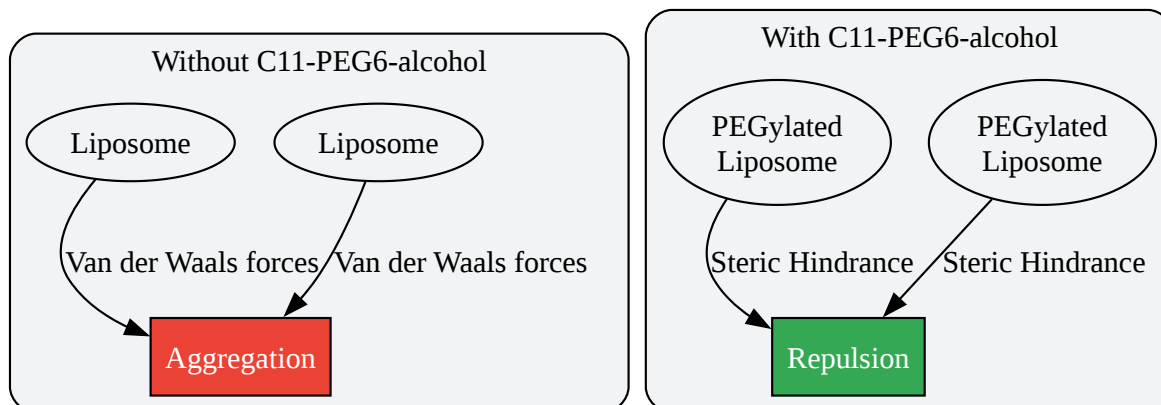 Without C11-PEG6-alcohol
Liposome
Liposome
Van der Waals forces
Van der Waals forces
Aggregation
With C11-PEG6-alcohol
PEGylated
Liposome
PEGylated
Liposome
Steric Hindrance
Steric Hindrance
Repulsion